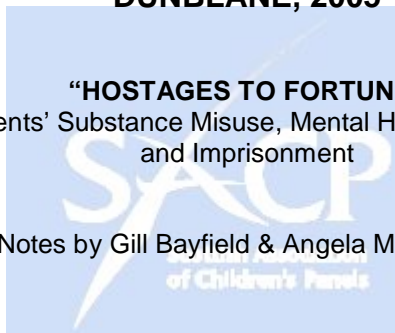 DUNBLANE,
“HOSTAGES TO FORTUN
ents’ Substance Misuse, Mental H
and Imprisonment
SACP
Notes by Gill Bayfield & Angela M
Association
of Children's Panels